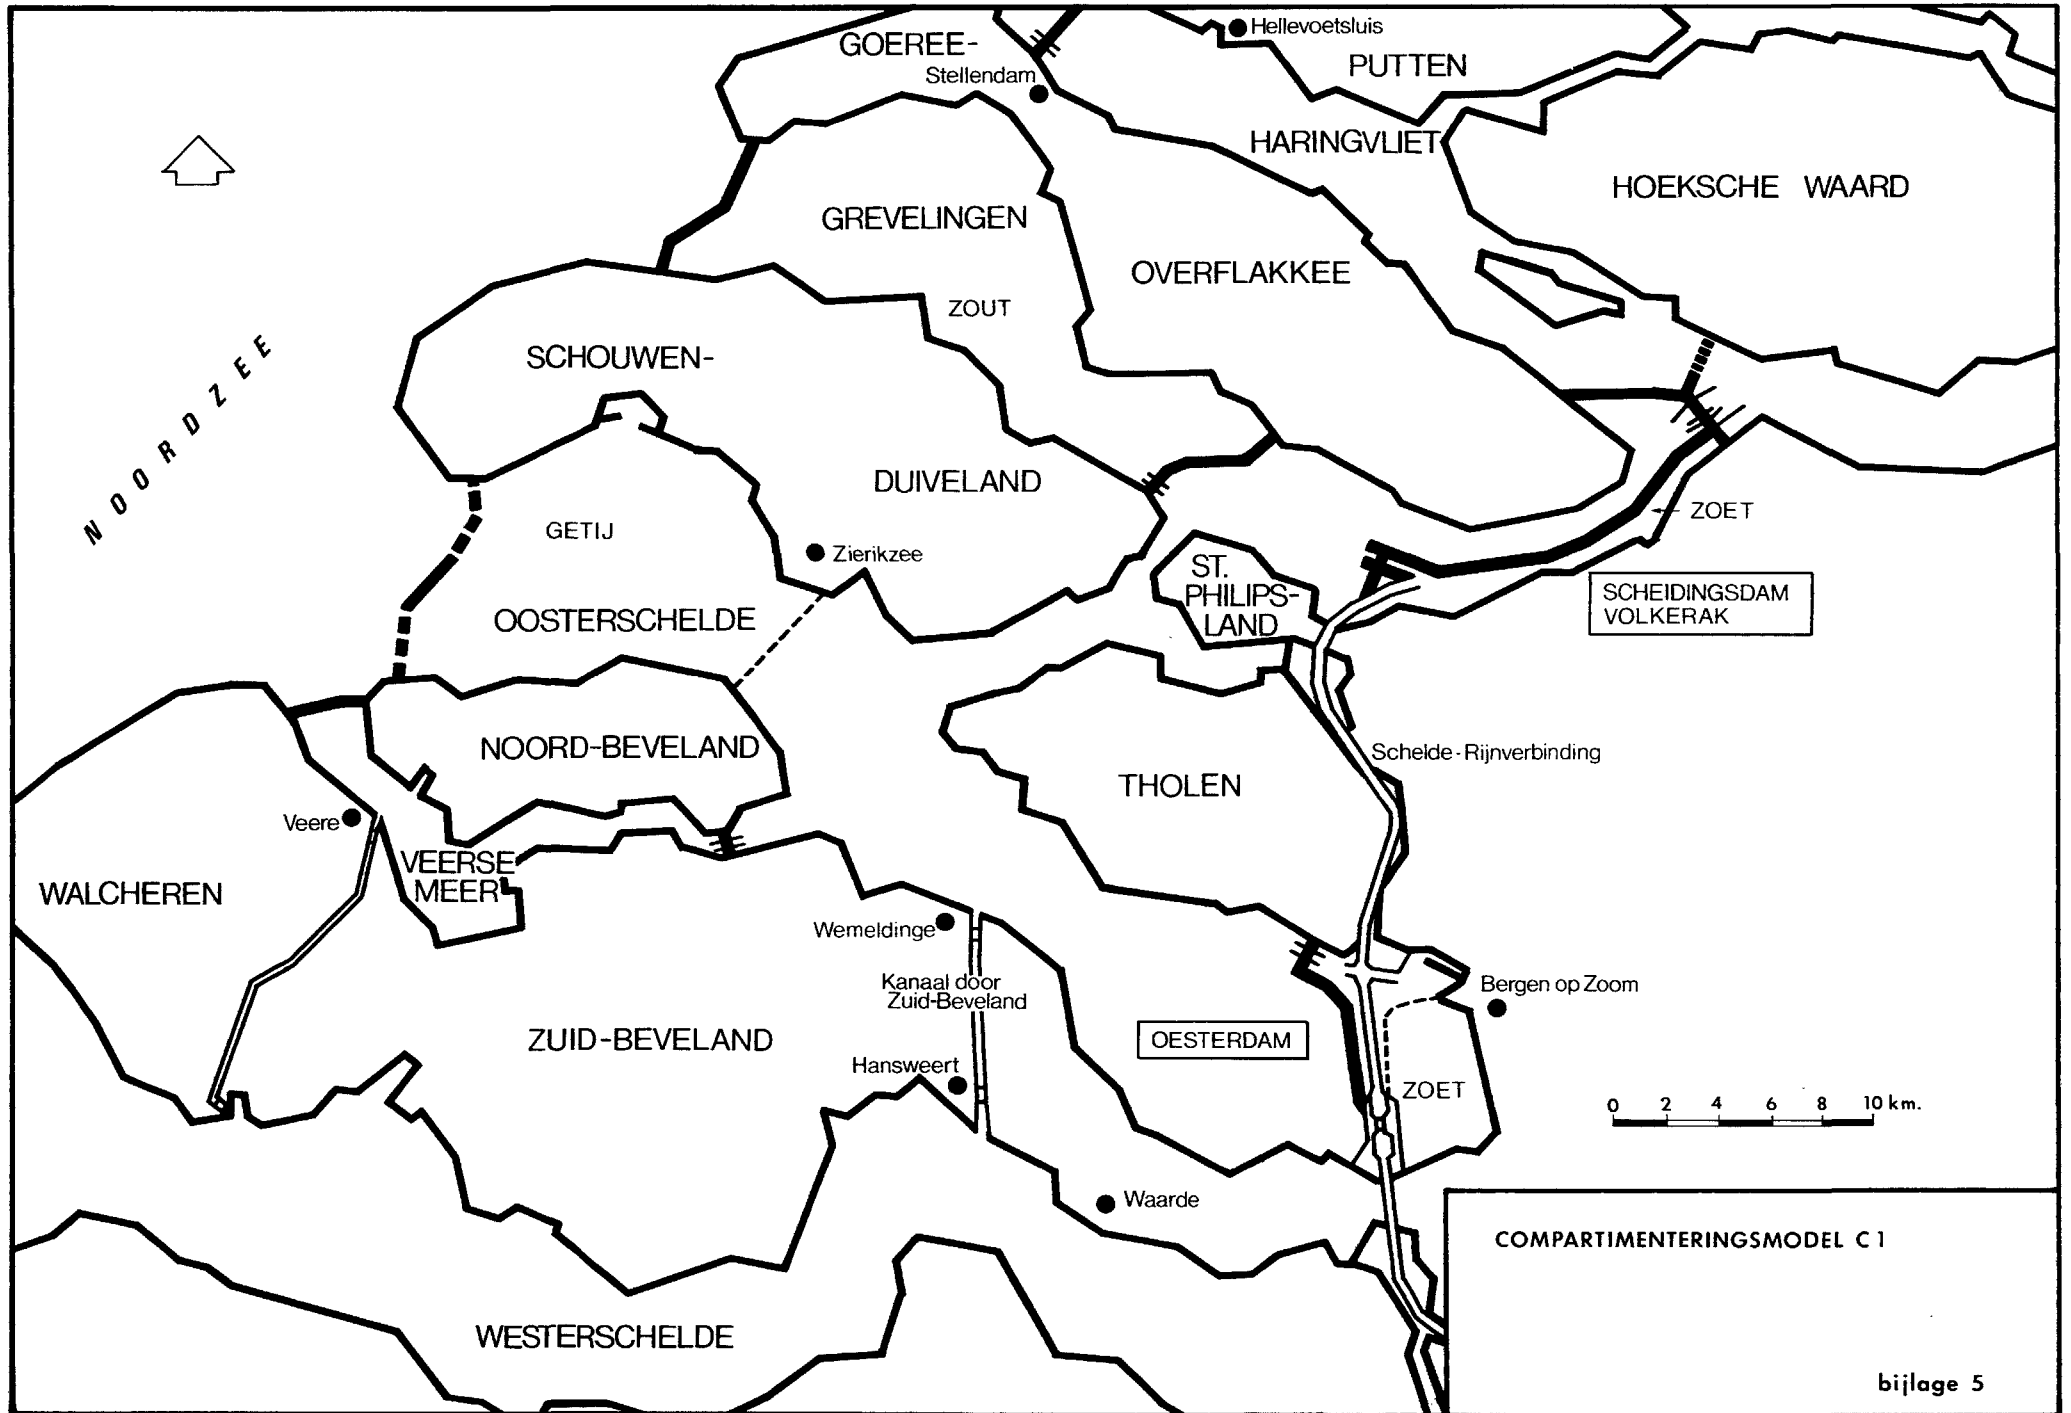 GOEREE-
Hellevoetsluis
Stellendam
PUTTEN
HARINGVLIET
HOEKSCHE WAARD
GREVELINGEN
OVERFLAKKEE
ZOUT
NOORDZEE
SCHOUWEN-
DUIVELAND
GETIJ
Zierikzee
ZOET
ST.
PHILIPS-
LAND
SCHEIDINGSDAM
VOLKERAK
OOSTERSCHELDE
NOORD-BEVELAND
Schelde-Rijnverbinding
THOLEN
Veere
VEERSE
MEER
WALCHEREN
Wemeldinge
Kanaal door
Zuid-Beveland
Bergen op Zoom
ZUID-BEVELAND
OESTERDAM
Hansweert
ZOET
0 2 4 6 8 10 km.
Waarde
WESTERSCHELDE
COMPARTIMENTERINGSMODEL C1
bijlage 5